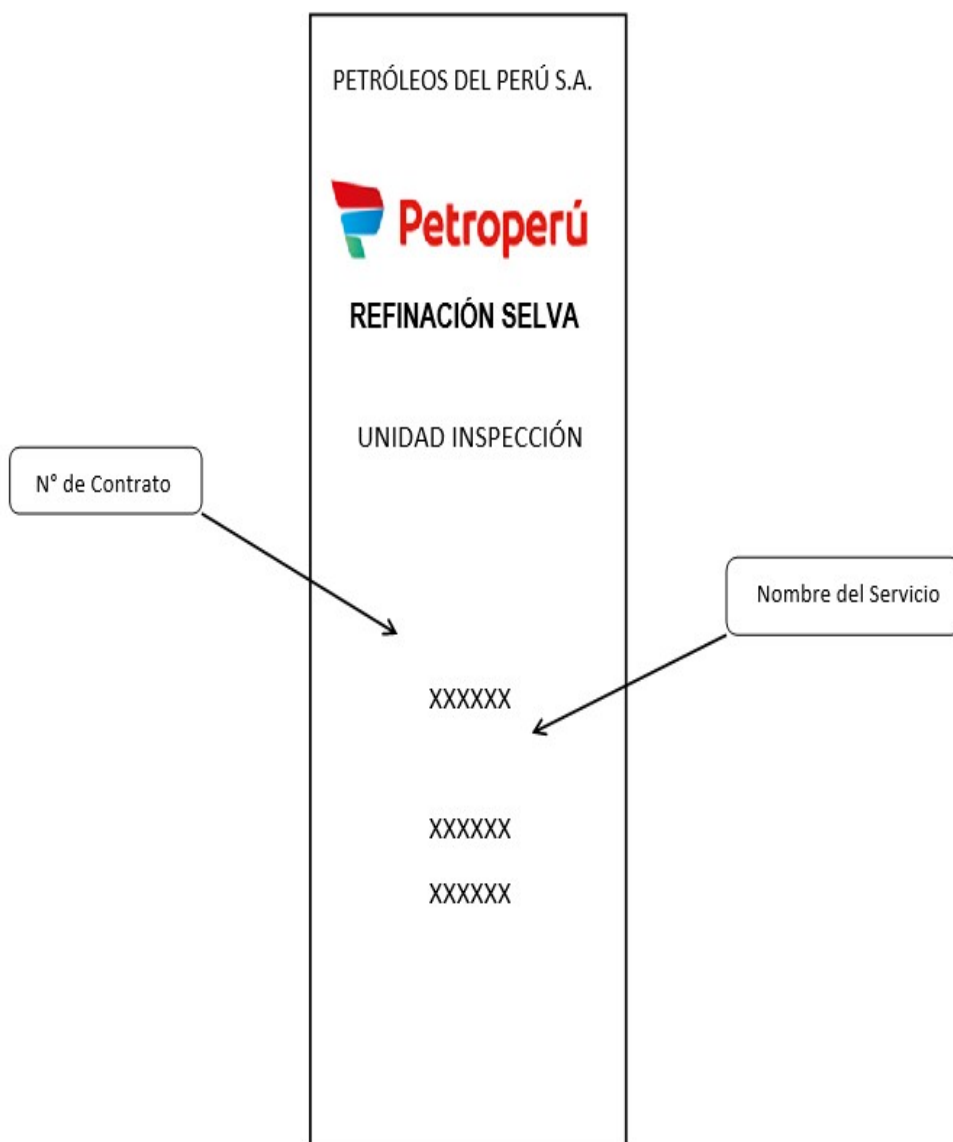 PETRÓLEOS DEL PERÚ S.A.
Petroperú
REFINACIÓN SELVA
UNIDAD INSPECCIÓN
N° de Contrato
Nombre del Servicio
XXXXXX
XXXXXX
XXXXXX